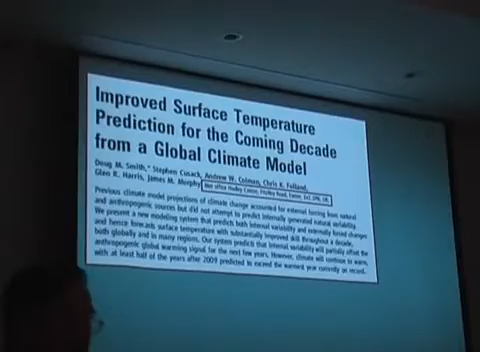 Improved Surface Temperature
Prediction for the Coming Decade
from a Global Climate Model
Doug M. Smith,* Stephen Cusack, Andrew W. Colman, Chris K. Folland,
Glen R. Harris, James M. Murphy
Previous climate model projections of climate change accounted for external forcing from natural
and anthropogenic sources but did not attempt to predict internally generated natural variability.
We present a new modeling system that predicts both internal variability and externally forced changes
and hence forecasts surface temperature with substantially improved skill throughout a decade,
both globally and in many regions. Our system predicts that internal variability will partially offset the
anthropogenic global warming signal for the next few years. However, climate will continue to warm,
with at least half of the years after 2009 predicted to exceed the warmest year currently on record.